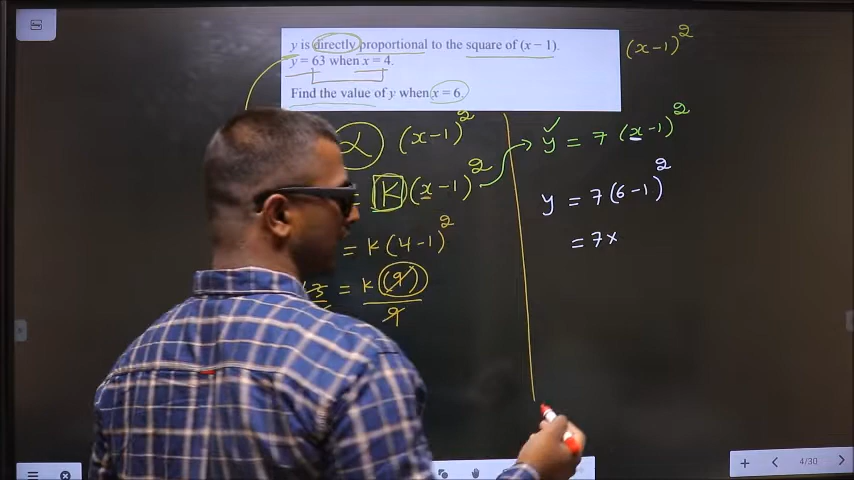 y is directly proportional to the square of (x − 1).
y = 63 when x = 4.
Find the value of y when x = 6.
(x-1)²
∝ (x-1)²
= K(x-1)²
= K(4-1)²
= K(9)
9
y = 7(x-1)²
y = 7(6-1)²
= 7×
4/30